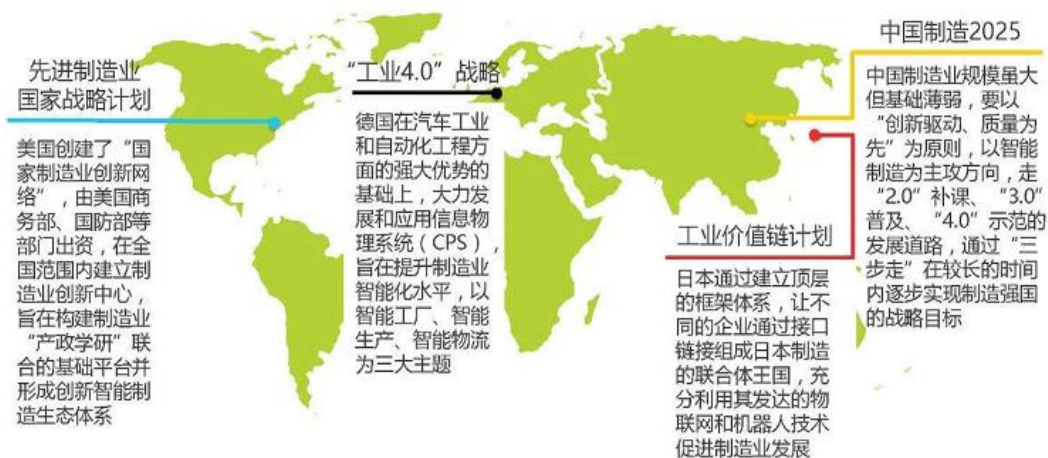 先进制造业
国家战略计划
美国创建了“国
家制造业创新网
络”，由美国商
务部、国防部等
部门出资，在全
国范围内建立制
造业创新中心，
旨在构建制造业
“产政学研”联
合的基础平台并
形成创新智能制
造生态体系
“工业4.0”战略
德国在汽车工业
和自动化工程方
面的强大优势的
基础上，大力发
展和应用信息物
理系统（CPS），
旨在提升制造业
智能化水平，以
智能工厂、智能
生产、智能物流
为三大主题
工业价值链计划
日本通过建立顶层
的框架体系，让不
同的企业通过接口
链接组成日本制造
的联合体王国，充
分利用其发达的物
联网和机器人技术
促进制造业发展
中国制造2025
中国制造业规模虽大
但基础薄弱，要以
“创新驱动、质量为
先”为原则，以智能
制造为主攻方向，走
“2.0”补课、“3.0”
普及、“4.0”示范的
发展道路，通过“三
步走”在较长的时间
内逐步实现制造强国
的战略目标